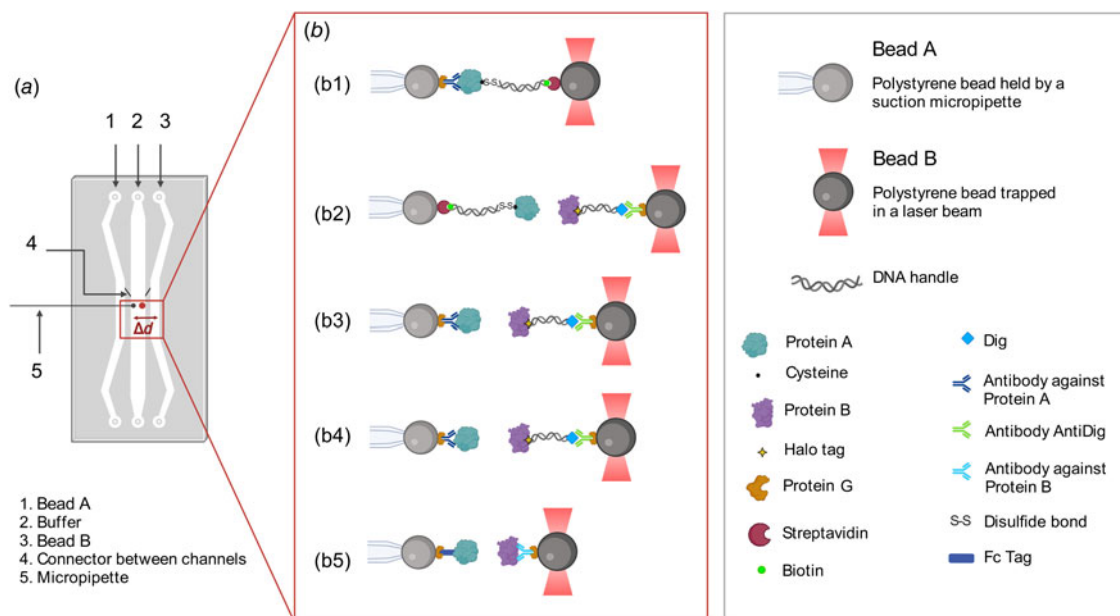 (a)
1 2 3
4
5
Δd
1. Bead A
2. Buffer
3. Bead B
4. Connector between channels
5. Micropipette
(b)
(b1)
S-S
(b2)
S-S
(b3)
(b4)
(b5)
Bead A
Polystyrene bead held by a
suction micropipette
Bead B
Polystyrene bead trapped
in a laser beam
DNA handle
Protein A
Cysteine
Protein B
Halo tag
Protein G
Streptavidin
Biotin
Dig
Antibody against
Protein A
Antibody AntiDig
Antibody against
Protein B
S-S Disulfide bond
Fc Tag